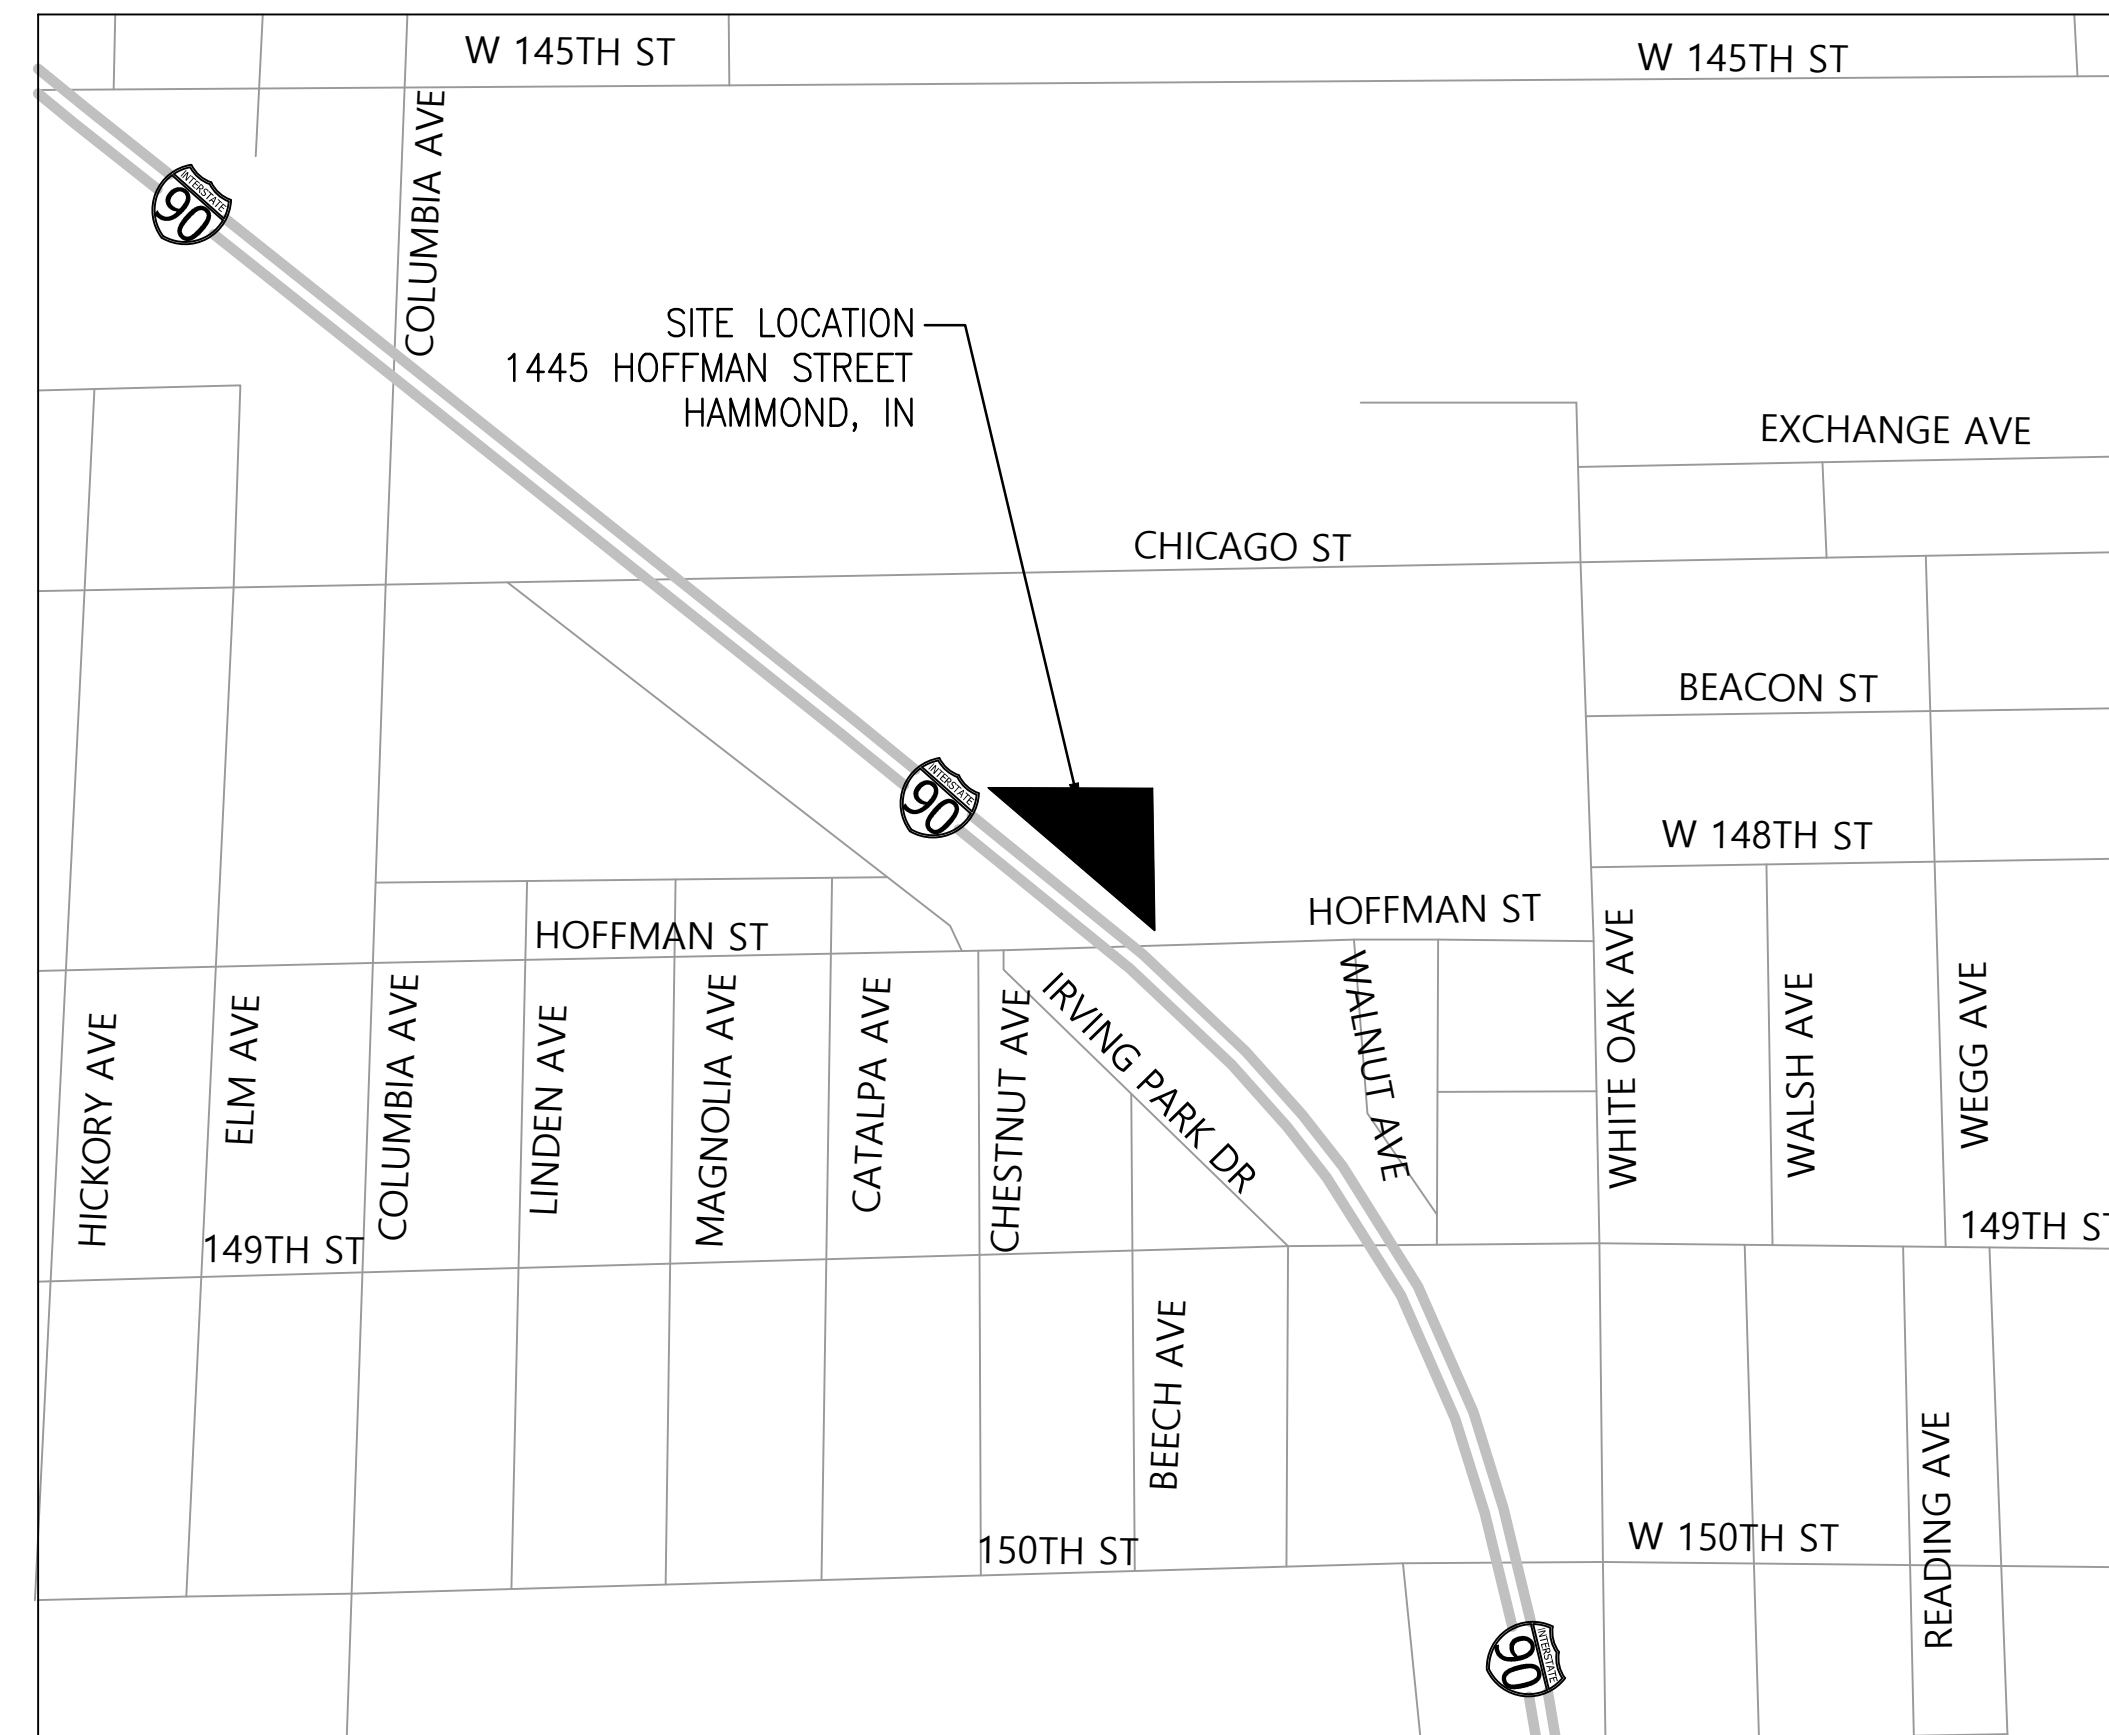 W 145TH ST
W 145TH ST
COLUMBIA AVE
INTERSTATE
90
SITE LOCATION
1445 HOFFMAN STREET
HAMMOND, IN
EXCHANGE AVE
CHICAGO ST
BEACON ST
INTERSTATE
90
W 148TH ST
HOFFMAN ST
HOFFMAN ST
HICKORY AVE
ELM AVE
COLUMBIA AVE
LINDEN AVE
MAGNOLIA AVE
CATALPA AVE
CHESTNUT AVE
IRVING PARK DR
WALNUT AVE
WHITE OAK AVE
WALSH AVE
WEGG AVE
149TH ST
149TH ST
BEECH AVE
READING AVE
150TH ST
W 150TH ST
INTERSTATE
90